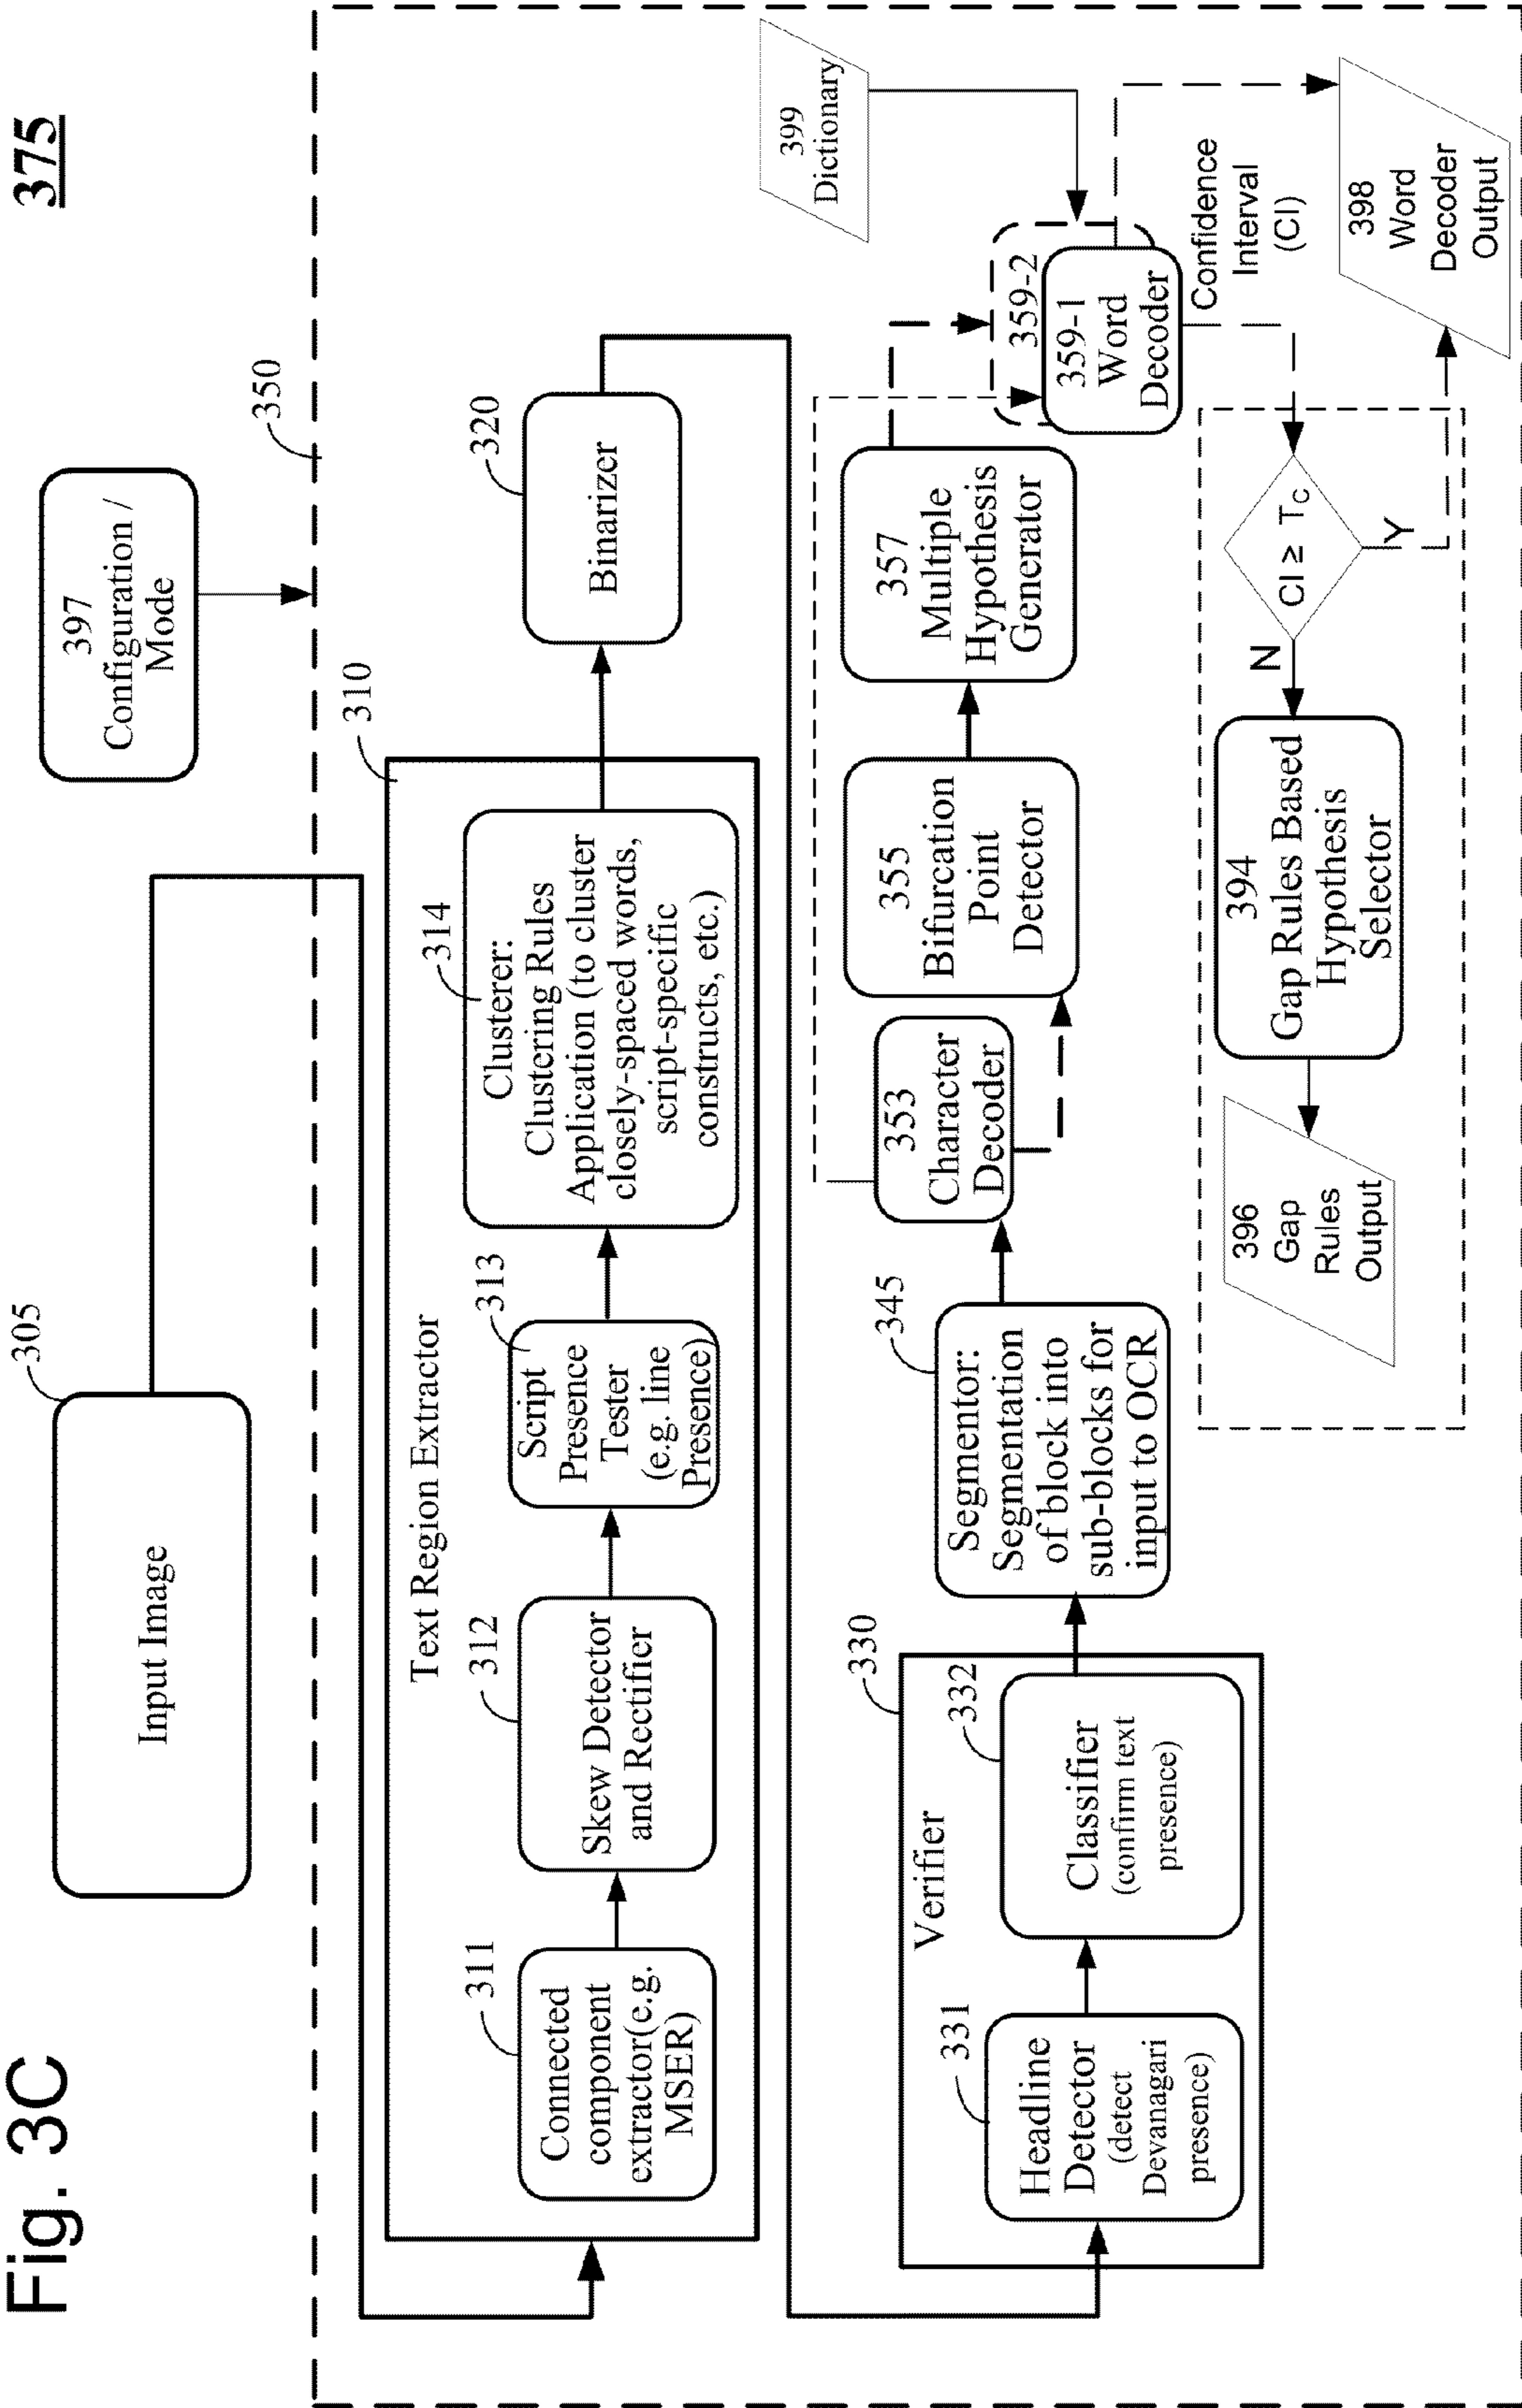 Fig. 3C
375
305
Input Image
397
Configuration /
Mode
350
310
Text Region Extractor
311
Connected
component
extractor(e.g.
MSER)
312
Skew Detector
and Rectifier
313
Script
Presence
Tester
(e.g. line
Presence)
314
Clusterer:
Clustering Rules
Application (to cluster
closely-spaced words,
script-specific
constructs, etc.)
320
Binarizer
330
Verifier
331
Headline
Detector
(detect
Devanagari
presence)
332
Classifier
(confirm text
presence)
345
Segmentor:
Segmentation
of block into
sub-blocks for
input to OCR
353
Character
Decoder
355
Bifurcation
Point
Detector
357
Multiple
Hypothesis
Generator
359-2
359-1
Word
Decoder
399
Dictionary
Confidence
Interval
(CI)
398
Word
Decoder
Output
CI ≥ Tc
Y
N
394
Gap Rules Based
Hypothesis
Selector
396
Gap
Rules
Output